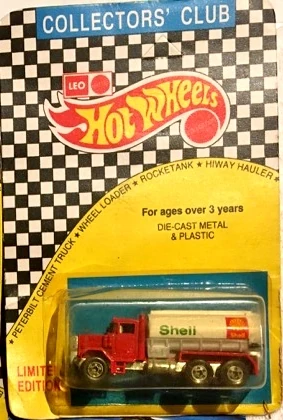 COLLECTORS' CLUB
LEO
Hot Wheels
★ PETERBILT CEMENT TRUCK ★ WHEEL LOADER ★ ROCKETANK ★ HIWAY HAULER ★
For ages over 3 years
DIE-CAST METAL
& PLASTIC
Shell
Shell
LIMITED
EDITION